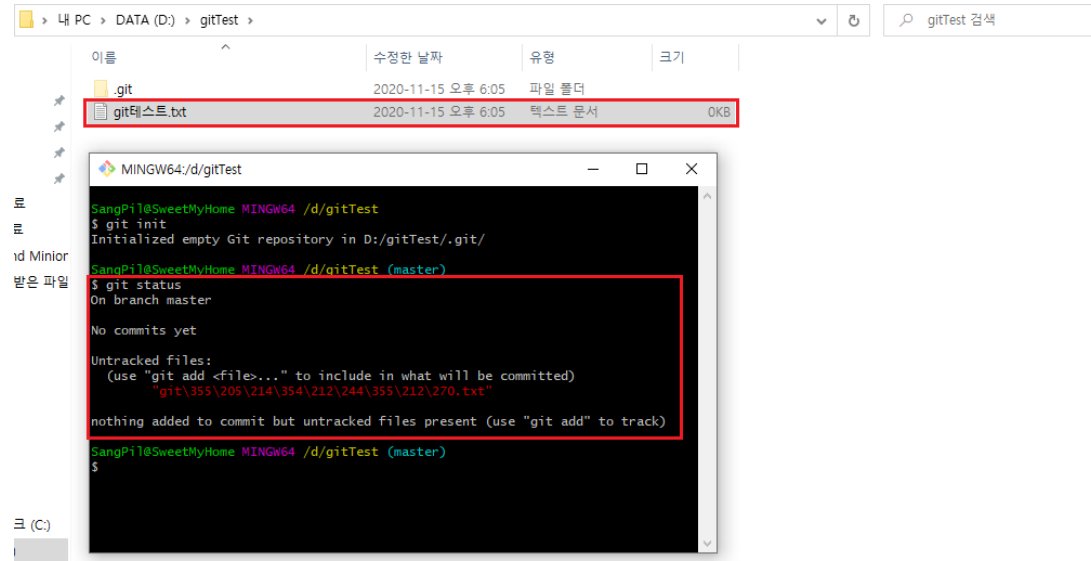 내 PC > DATA (D:) > gitTest >
gitTest 검색
이름 수정한 날짜 유형 크기
.git 2020-11-15 오후 6:05 파일 폴더
git테스트.txt 2020-11-15 오후 6:05 텍스트 문서 0KB
료
료
nd Minion
받은 파일
크 (C:)
MINGW64:/d/gitTest
SangPil@SweetMyHome MINGW64 /d/gitTest
$ git init
Initialized empty Git repository in D:/gitTest/.git/
SangPil@SweetMyHome MINGW64 /d/gitTest (master)
$ git status
On branch master
No commits yet
Untracked files:
(use "git add <file>..." to include in what will be committed)
"git\355\205\214\354\212\244\355\212\270.txt"
nothing added to commit but untracked files present (use "git add" to track)
SangPil@SweetMyHome MINGW64 /d/gitTest (master)
$